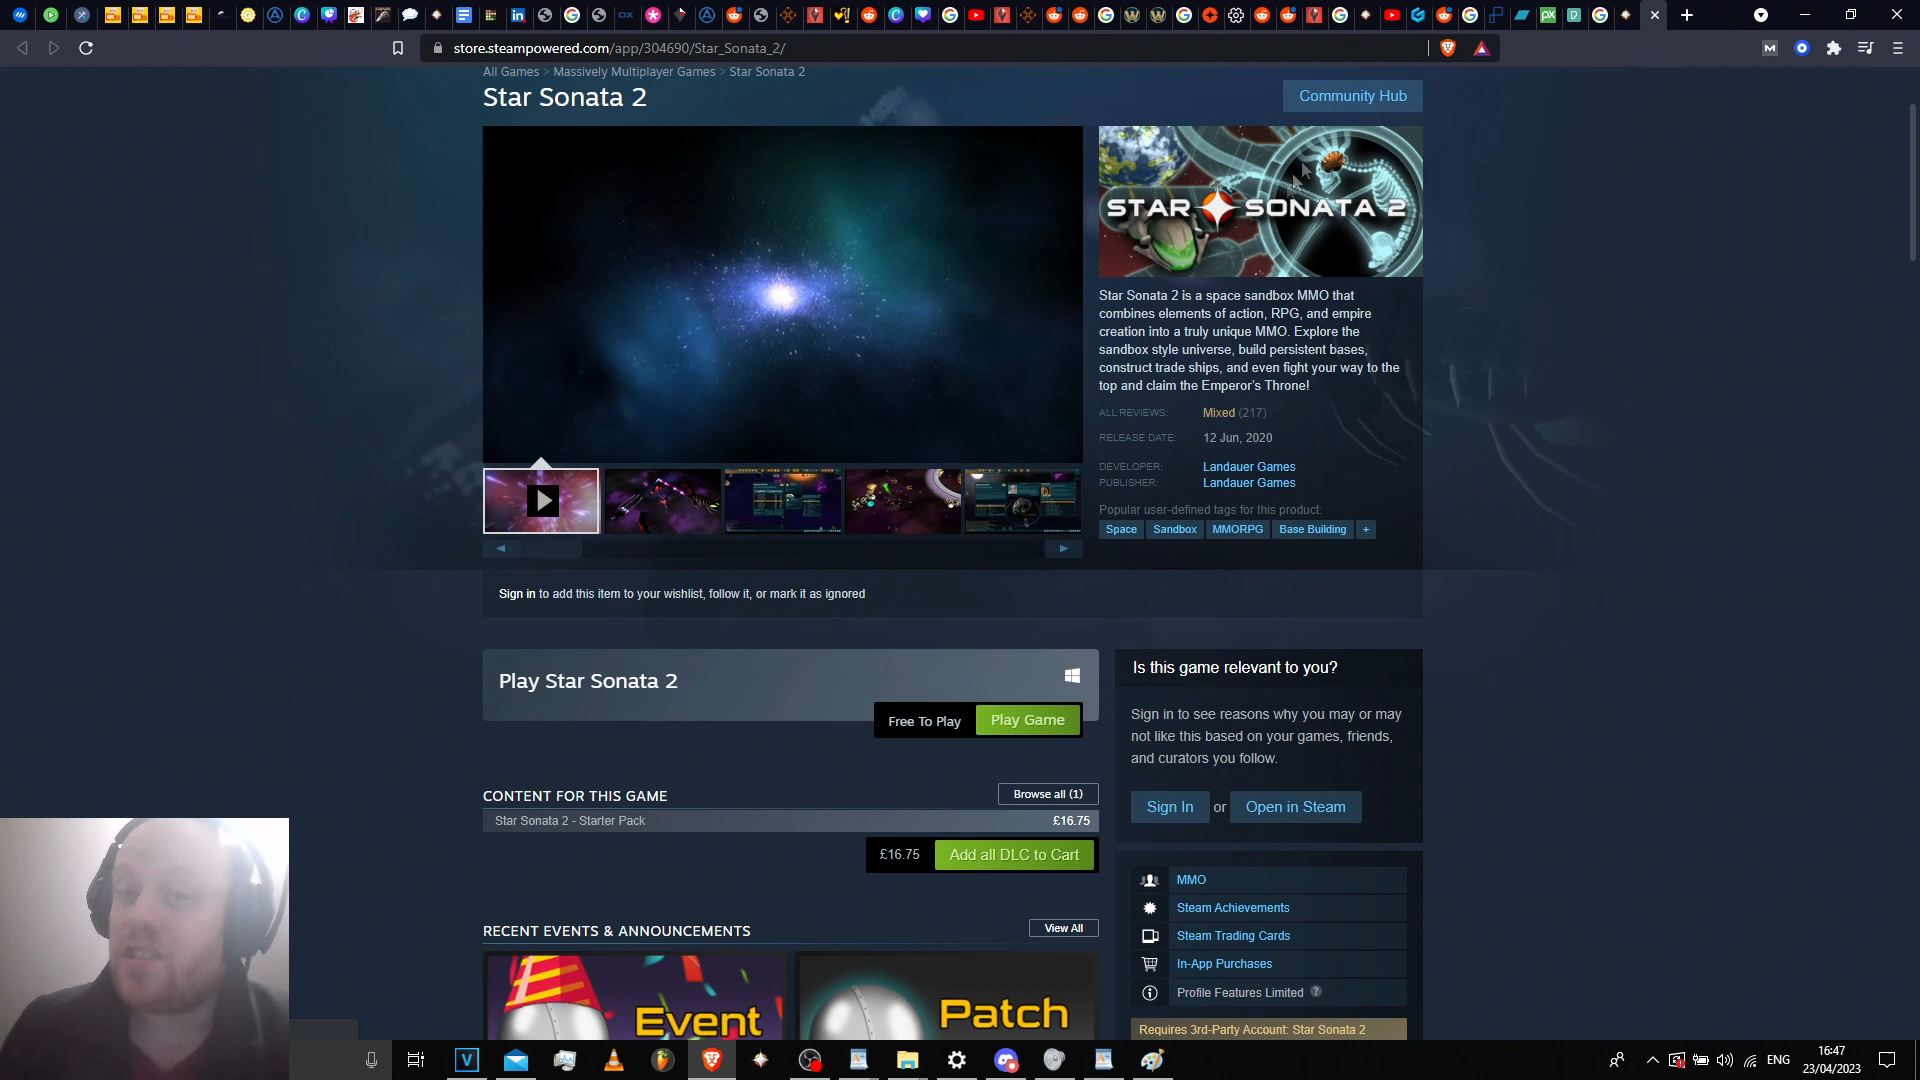 store.steampowered.com/app/304690/Star_Sonata_2/
All Games > Massively Multiplayer Games > Star Sonata 2
Star Sonata 2
Community Hub
STAR SONATA 2
Star Sonata 2 is a space sandbox MMO that
combines elements of action, RPG, and empire
creation into a truly unique MMO. Explore the
sandbox style universe, build persistent bases,
construct trade ships, and even fight your way to the
top and claim the Emperor's Throne!
ALL REVIEWS: Mixed (217)
RELEASE DATE: 12 Jun, 2020
DEVELOPER: Landauer Games
PUBLISHER: Landauer Games
Popular user-defined tags for this product:
Space Sandbox MMORPG Base Building +
Sign in to add this item to your wishlist, follow it, or mark it as ignored
Play Star Sonata 2
Free To Play Play Game
Is this game relevant to you?
Sign in to see reasons why you may or may
not like this based on your games, friends,
and curators you follow.
Sign In or Open in Steam
CONTENT FOR THIS GAME
Browse all (1)
Star Sonata 2 - Starter Pack £16.75
£16.75 Add all DLC to Cart
RECENT EVENTS & ANNOUNCEMENTS
View All
Event
Patch
MMO
Steam Achievements
Steam Trading Cards
In-App Purchases
Profile Features Limited ?
Requires 3rd-Party Account: Star Sonata 2
ENG
16:47
23/04/2023